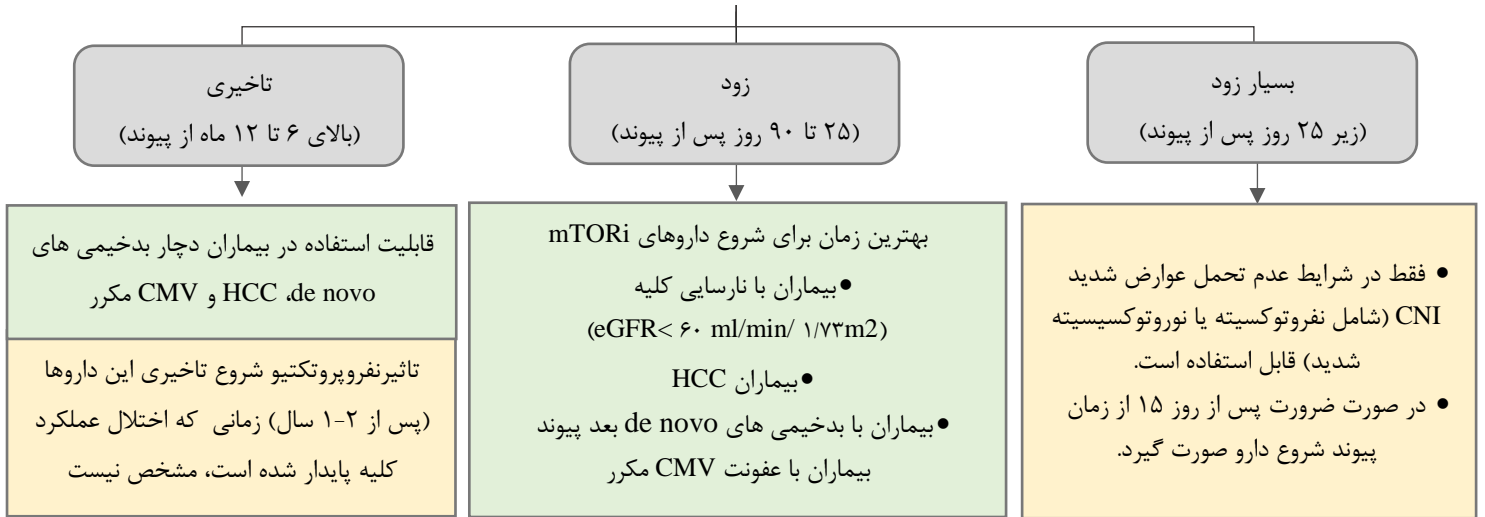 بسیار زود
(زیر ۲۵ روز پس از پیوند)
زود
(۲۵ تا ۹۰ روز پس از پیوند)
تاخیری
(بالای ۶ تا ۱۲ ماه از پیوند)
● فقط در شرایط عدم تحمل عوارض شدید
CNI (شامل نفروتوکسیته یا نوروتوکسیسیته
شدید) قابل استفاده است.
● در صورت ضرورت پس از روز ۱۵ از زمان
پیوند شروع دارو صورت گیرد.
بهترین زمان برای شروع داروهای mTORi
●بیماران با نارسایی کلیه
(eGFR< ۶۰ ml/min/ ۱/۷۳m2)
●بیماران HCC
●بیماران با بدخیمی های de novo بعد پیوند
بیماران با عفونت CMV مکرر
قابلیت استفاده در بیماران دچار بدخیمی های
de novo، HCC و CMV مکرر
تاثیرنفروپروتکتیو شروع تاخیری این داروها
(پس از ۲-۱ سال) زمانی که اختلال عملکرد
کلیه پایدار شده است، مشخص نیست